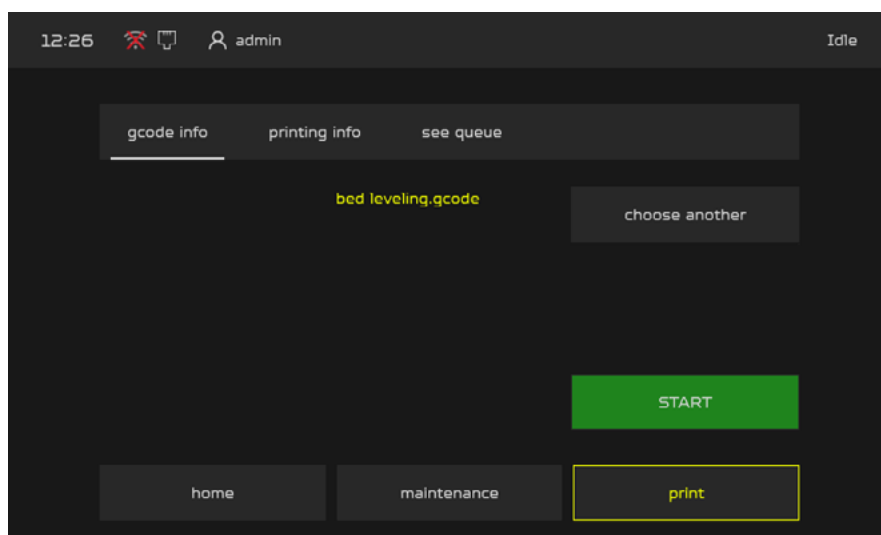 12:26 admin Idle
gcode info printing info see queue
bed leveling.gcode
choose another
START
home maintenance print